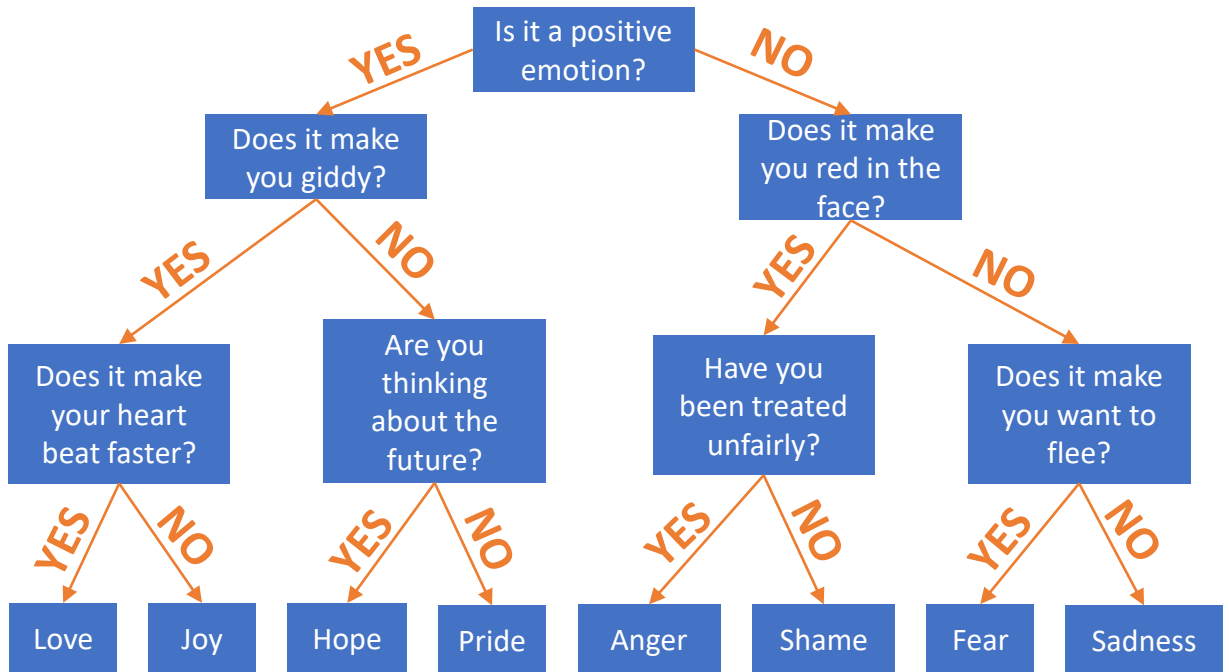 Is it a positive
emotion?
YES
NO
Does it make
you giddy?
Does it make
you red in the
face?
YES
NO
YES
NO
Does it make
your heart
beat faster?
Are you
thinking
about the
future?
Have you
been treated
unfairly?
Does it make
you want to
flee?
YES
NO
YES
NO
YES
NO
YES
NO
Love
Joy
Hope
Pride
Anger
Shame
Fear
Sadness